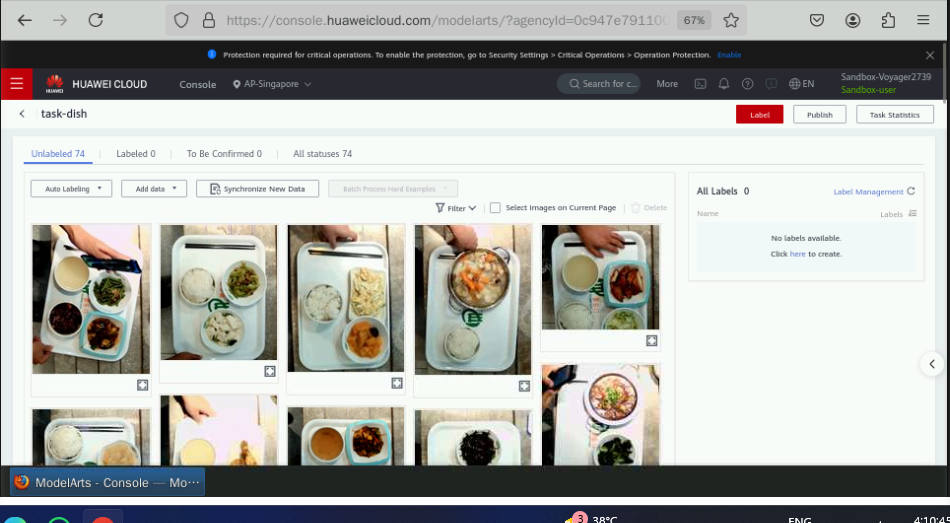 https://console.huaweicloud.com/modelarts/?agencyId=0c947e791100
67%
Protection required for critical operations. To enable the protection, go to Security Settings > Critical Operations > Operation Protection. Enable
HUAWEI
HUAWEI CLOUD
Console
AP-Singapore
Search for c...
More
EN
Sandbox-Voyager2739
Sandbox-user
task-dish
Label
Publish
Task Statistics
Unlabeled 74
Labeled 0
To Be Confirmed 0
All statuses 74
Auto Labeling
Add data
Synchronize New Data
Batch Process Hard Examples
Filter
Select Images on Current Page
Delete
All Labels 0
Label Management
Name
Labels
No labels available.
Click here to create.
ModelArts - Console — Mo···
3
38°C
ENG
4:10:45